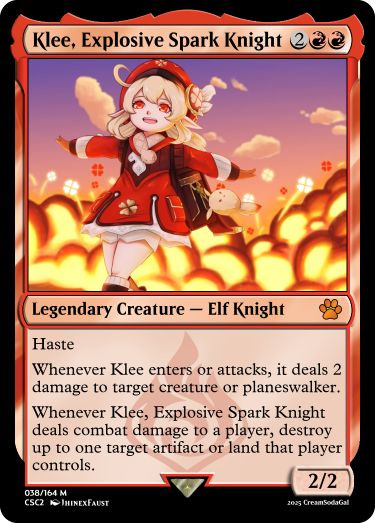 Klee, Explosive Spark Knight 2
Legendary Creature — Elf Knight
Haste
Whenever Klee enters or attacks, it deals 2
damage to target creature or planeswalker.
Whenever Klee, Explosive Spark Knight
deals combat damage to a player, destroy
up to one target artifact or land that player
controls.
2/2
038/164 M
CSC2 JhinexFaust
2025 CreamSodaGal